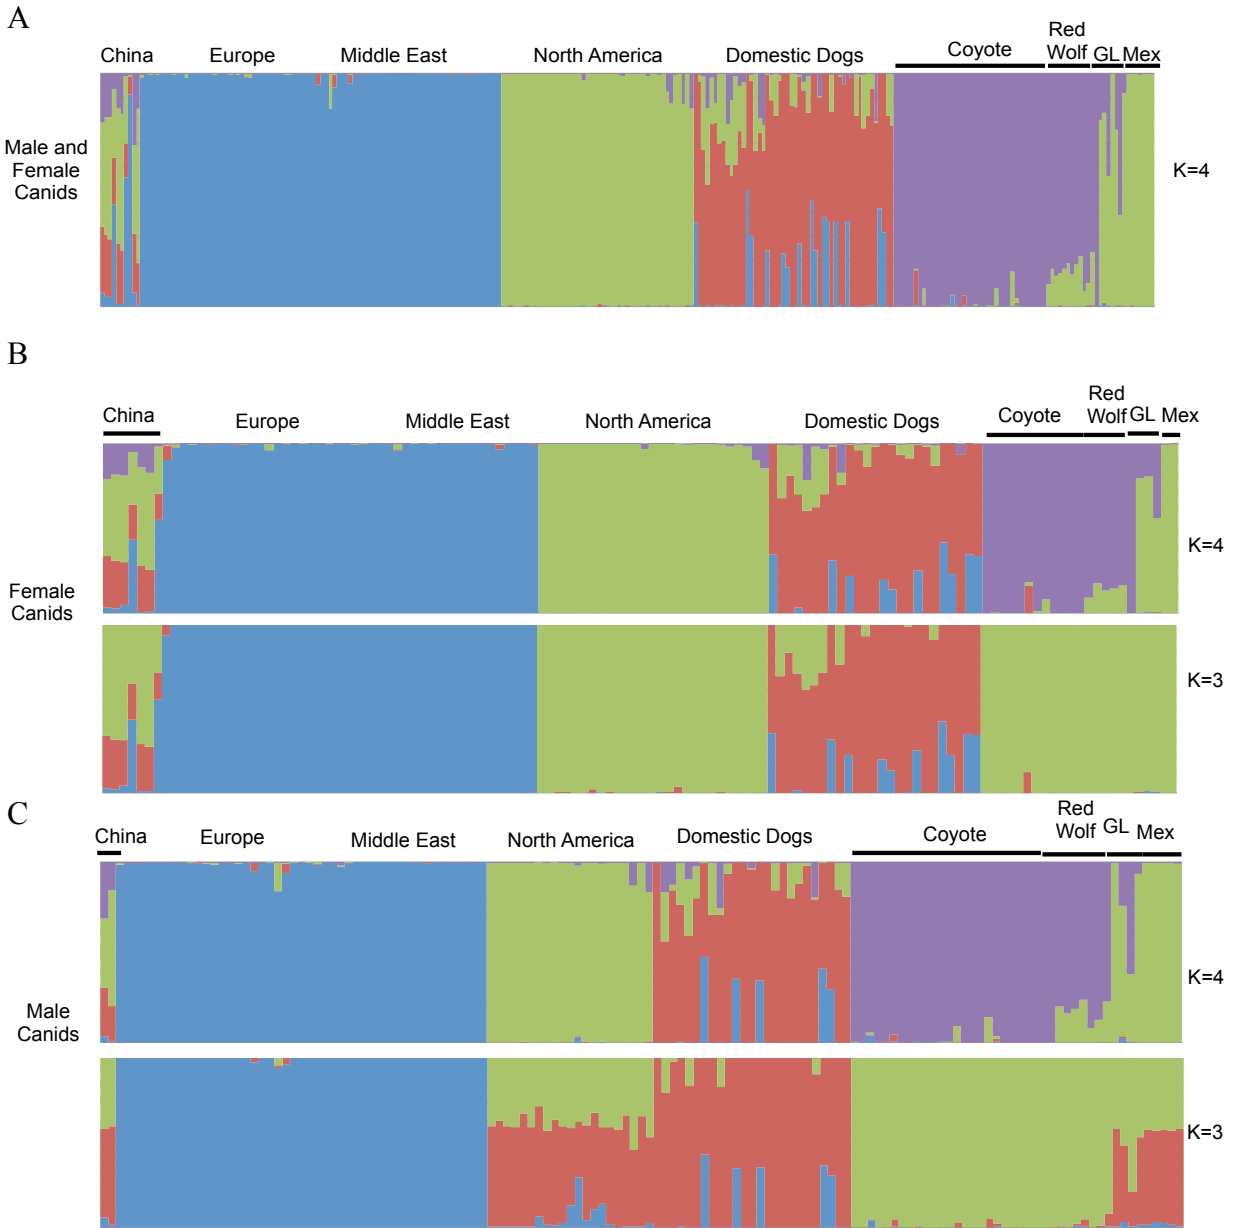 A
China Europe Middle East North America Domestic Dogs Coyote Red Wolf GL Mex
Male and
Female
Canids
K=4
B
China Europe Middle East North America Domestic Dogs Coyote Red Wolf GL Mex
K=4
Female
Canids
K=3
C
China Europe Middle East North America Domestic Dogs Coyote Red Wolf GL Mex
K=4
Male
Canids
K=3